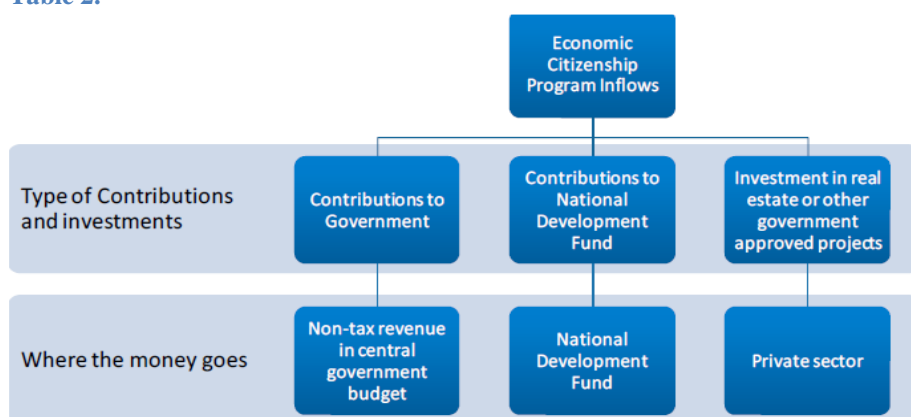 Table 2.
Economic
Citizenship
Program Inflows
Type of Contributions
and investments
Contributions to
Government
Contributions to
National
Development
Fund
Investment in real
estate or other
government
approved projects
Where the money goes
Non-tax revenue
in central
government
budget
National
Development
Fund
Private sector